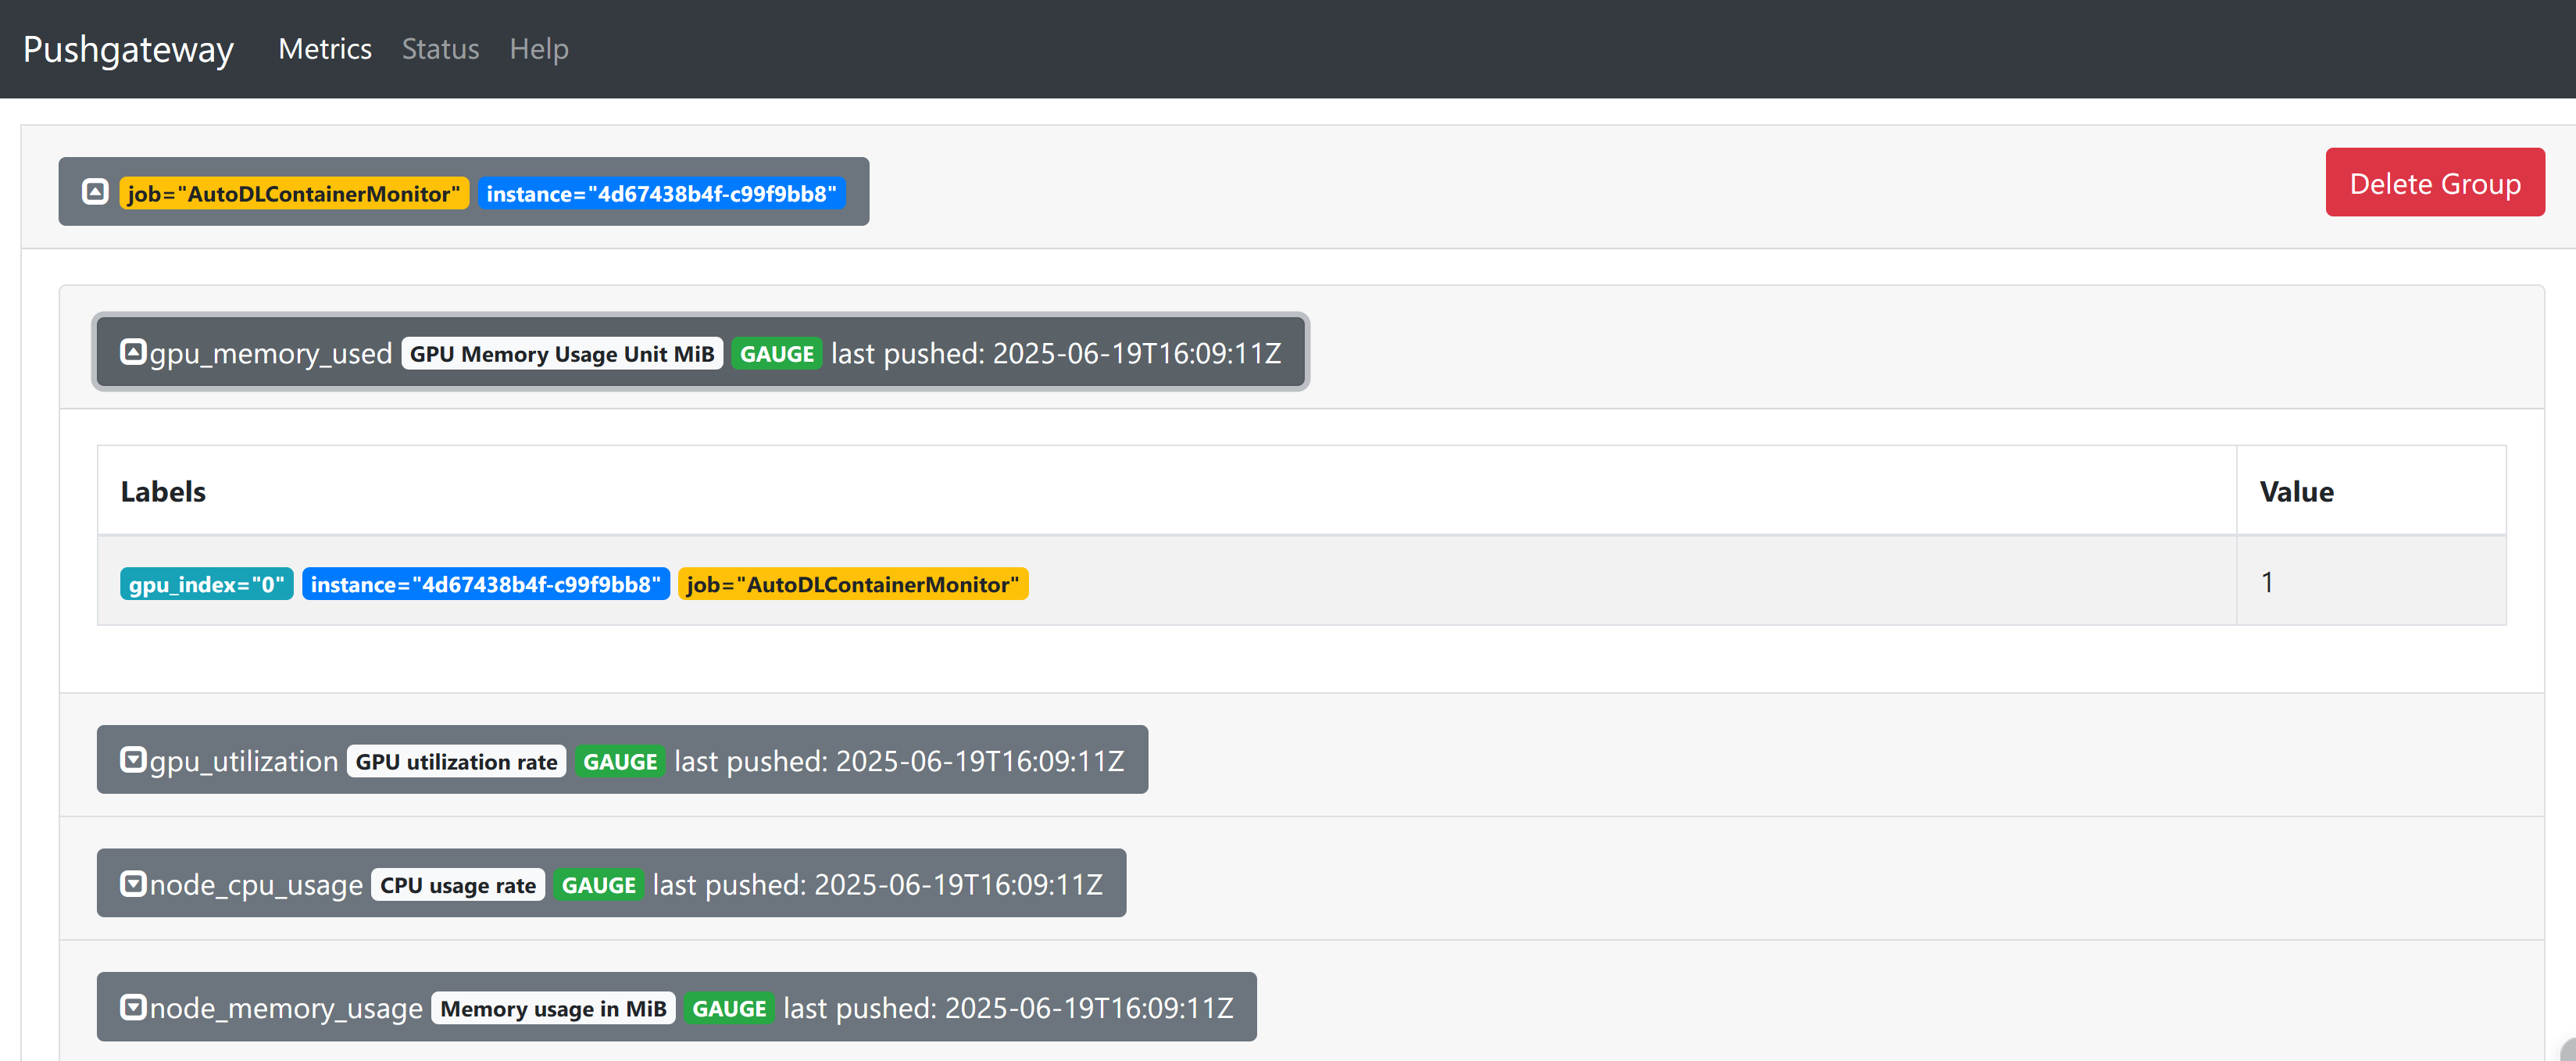 Pushgateway Metrics Status Help
job="AutoDLContainerMonitor" instance="4d67438b4f-c99f9bb8" Delete Group
gpu_memory_used GPU Memory Usage Unit MiB GAUGE last pushed: 2025-06-19T16:09:11Z
Labels Value
gpu_index="0" instance="4d67438b4f-c99f9bb8" job="AutoDLContainerMonitor" 1
gpu_utilization GPU utilization rate GAUGE last pushed: 2025-06-19T16:09:11Z
node_cpu_usage CPU usage rate GAUGE last pushed: 2025-06-19T16:09:11Z
node_memory_usage Memory usage in MiB GAUGE last pushed: 2025-06-19T16:09:11Z